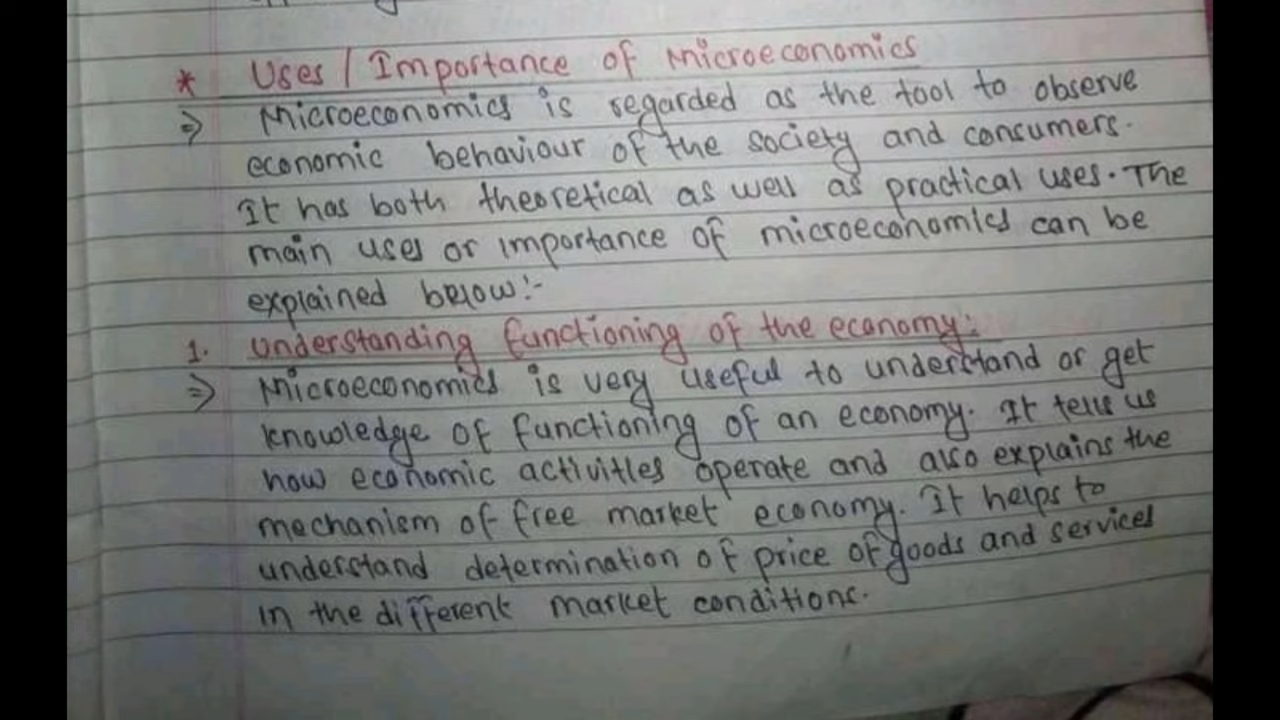 * Uses / Importance of Microeconomics
⇒ Microeconomics is regarded as the tool to observe
economic behaviour of the society and consumers.
It has both theoretical as well as practical uses. The
main uses or importance of microeconomics can be
explained below:-
1. Understanding functioning of the economy:
⇒ Microeconomics is very useful to understand or get
knowledge of functioning of an economy. It tells us
how economic activities operate and also explains the
mechanism of free market economy. It helps to
understand determination of price of goods and services
in the different market conditions.